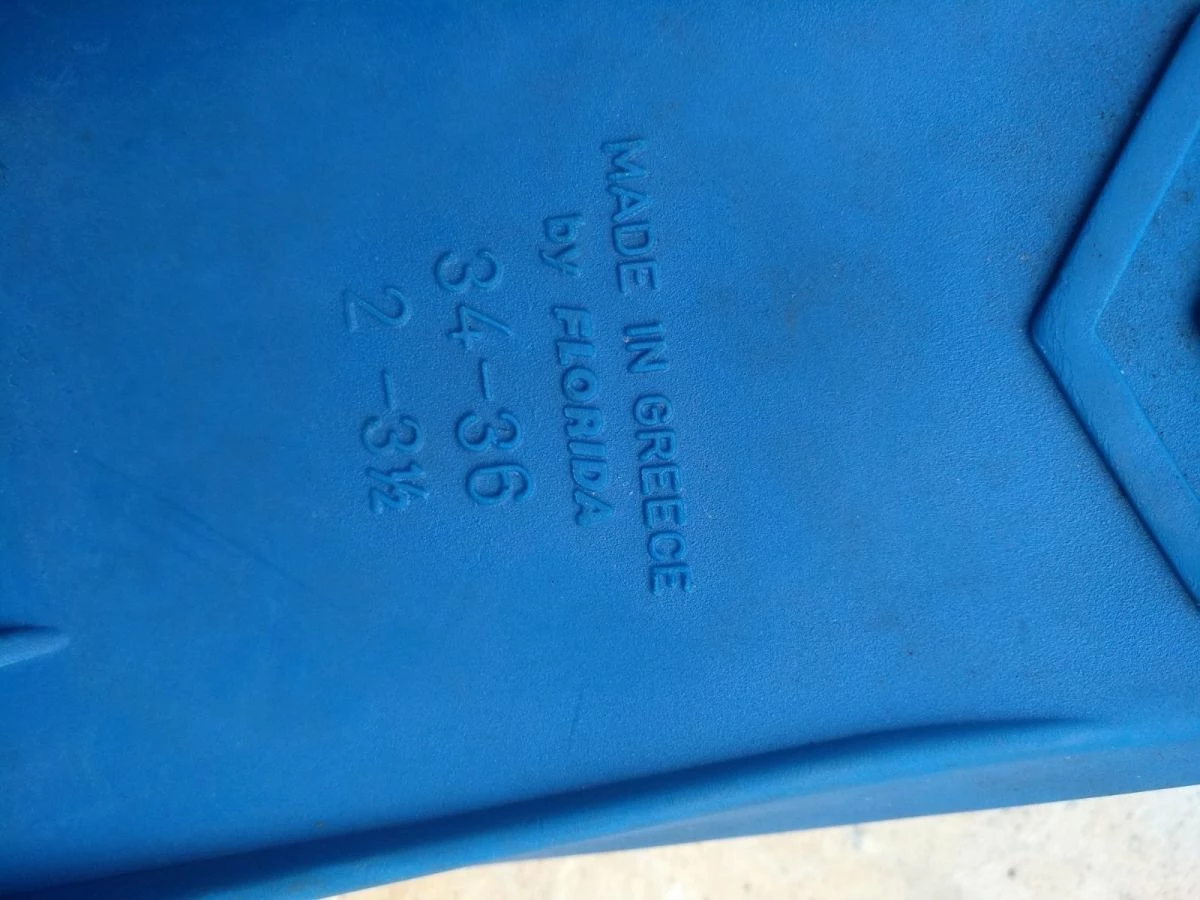 MADE IN GREECE
by FLORIDA
34-36
2 -3½